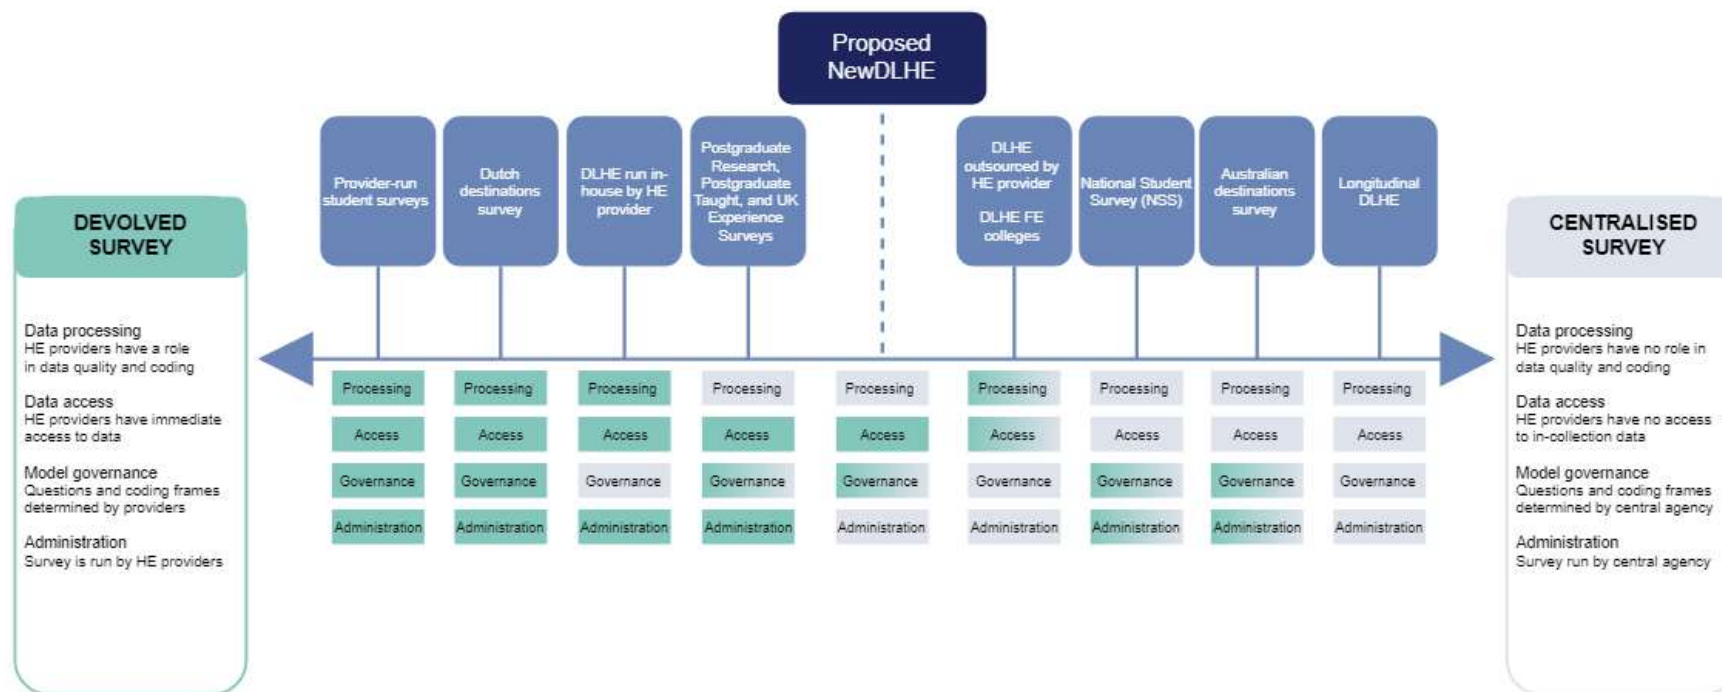 Proposed
NewDLHE
Provider-run
student surveys
Dutch
destinations
survey
DLHE run in-
house by HE
provider
Postgraduate
Research,
Postgraduate
Taught, and UK
Experience
Surveys
DLHE
outsourced by
HE provider
DLHE FE
colleges
National Student
Survey (NSS)
Australian
destinations
survey
Longitudinal
DLHE
DEVOLVED
SURVEY
Data processing
HE providers have a role
in data quality and coding
Data access
HE providers have immediate
access to data
Model governance
Questions and coding frames
determined by providers
Administration
Survey is run by HE providers
Processing Processing Processing Processing Processing Processing Processing Processing Processing
Access Access Access Access Access Access Access Access Access
Governance Governance Governance Governance Governance Governance Governance Governance Governance
Administration Administration Administration Administration Administration Administration Administration Administration Administration
CENTRALISED
SURVEY
Data processing
HE providers have no role in
data quality and coding
Data access
HE providers have no access
to in-collection data
Model governance
Questions and coding frames
determined by central agency
Administration
Survey run by central agency